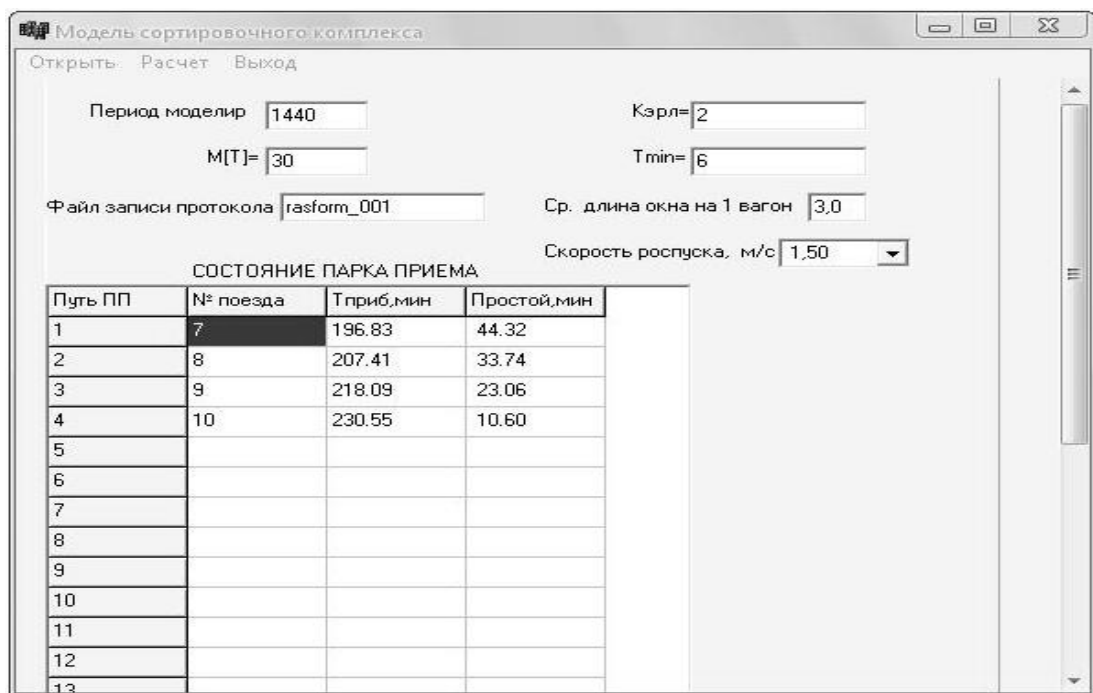 Модель сортировочного комплекса
Открыть Расчет Выход
Период моделир 1440 Кэрл= 2
M[T]= 30 Tmin= 6
Файл записи протокола rasform_001 Ср. длина окна на 1 вагон 3,0
Скорость роспуска, м/с 1,50
СОСТОЯНИЕ ПАРКА ПРИЕМА
Путь ПП № поезда Тприб,мин Простой,мин
1 7 196.83 44.32
2 8 207.41 33.74
3 9 218.09 23.06
4 10 230.55 10.60
5
6
7
8
9
10
11
12
13